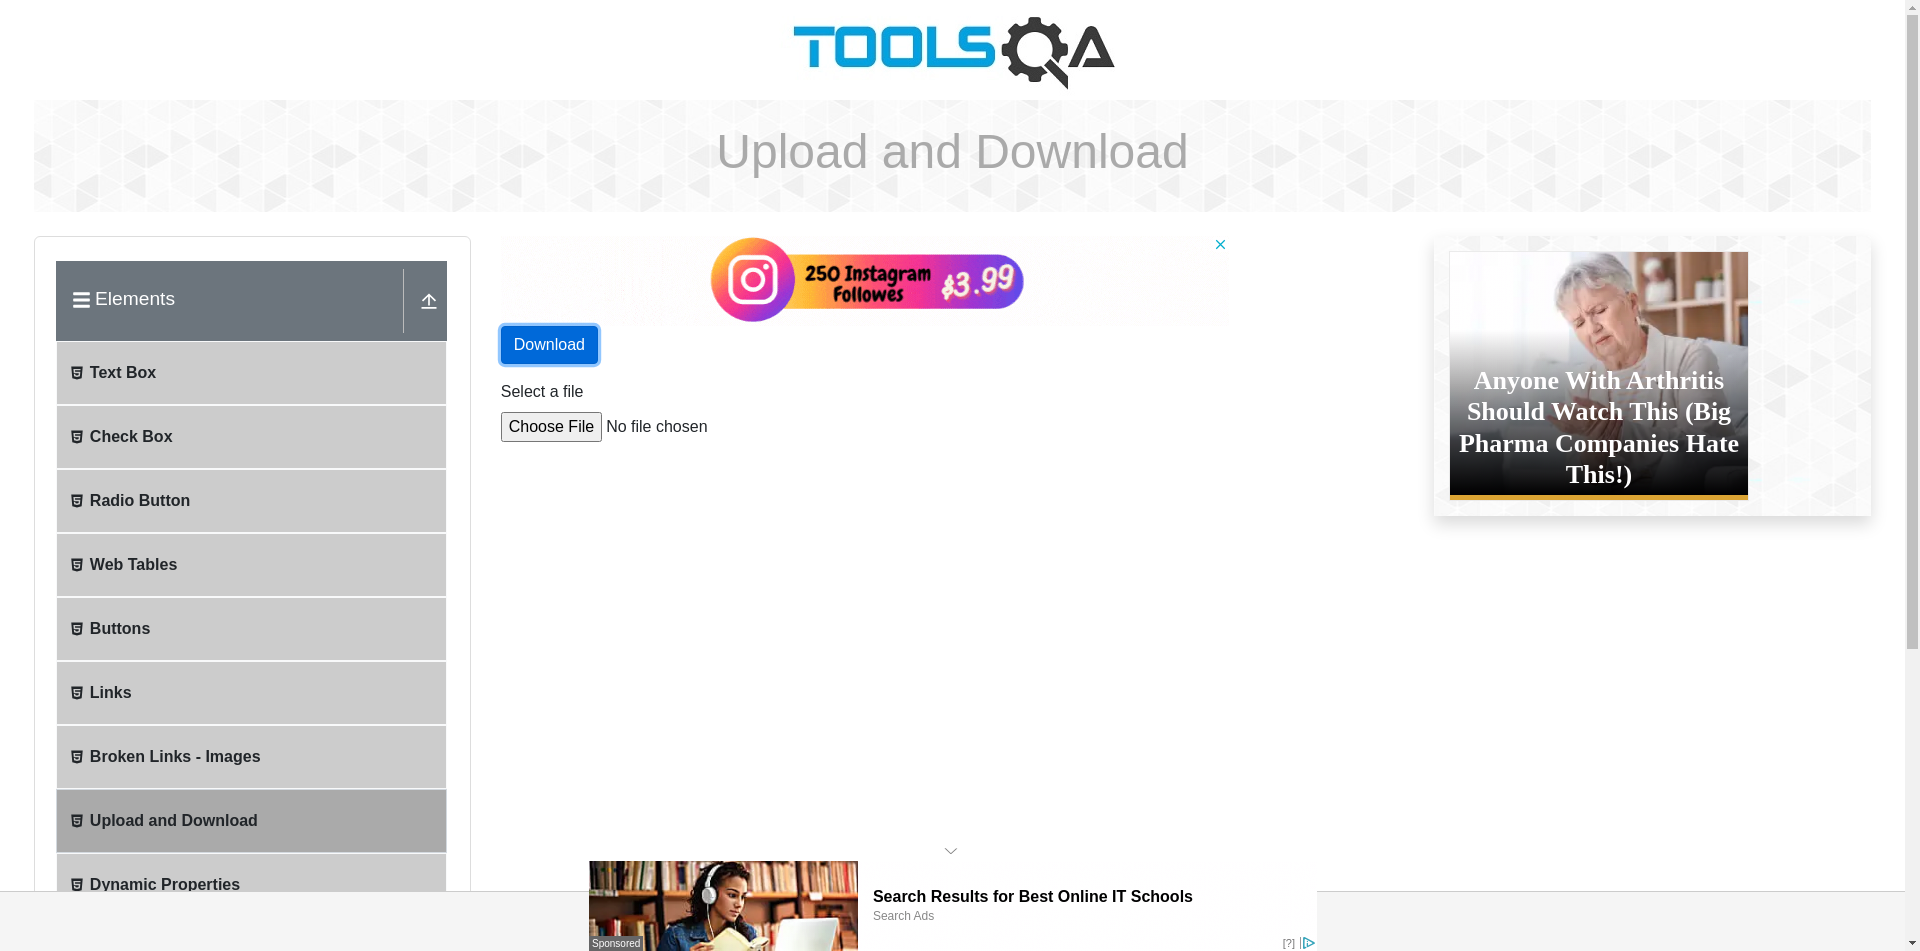 TOOLSQA
Upload and Download
Elements
Text Box
Check Box
Radio Button
Web Tables
Buttons
Links
Broken Links - Images
Upload and Download
Dynamic Properties
250 Instagram
Followes
$3.99
Download
Select a file
Choose File No file chosen
Anyone With Arthritis
Should Watch This (Big
Pharma Companies Hate
This!)
Sponsored
Search Results for Best Online IT Schools
Search Ads
[?]